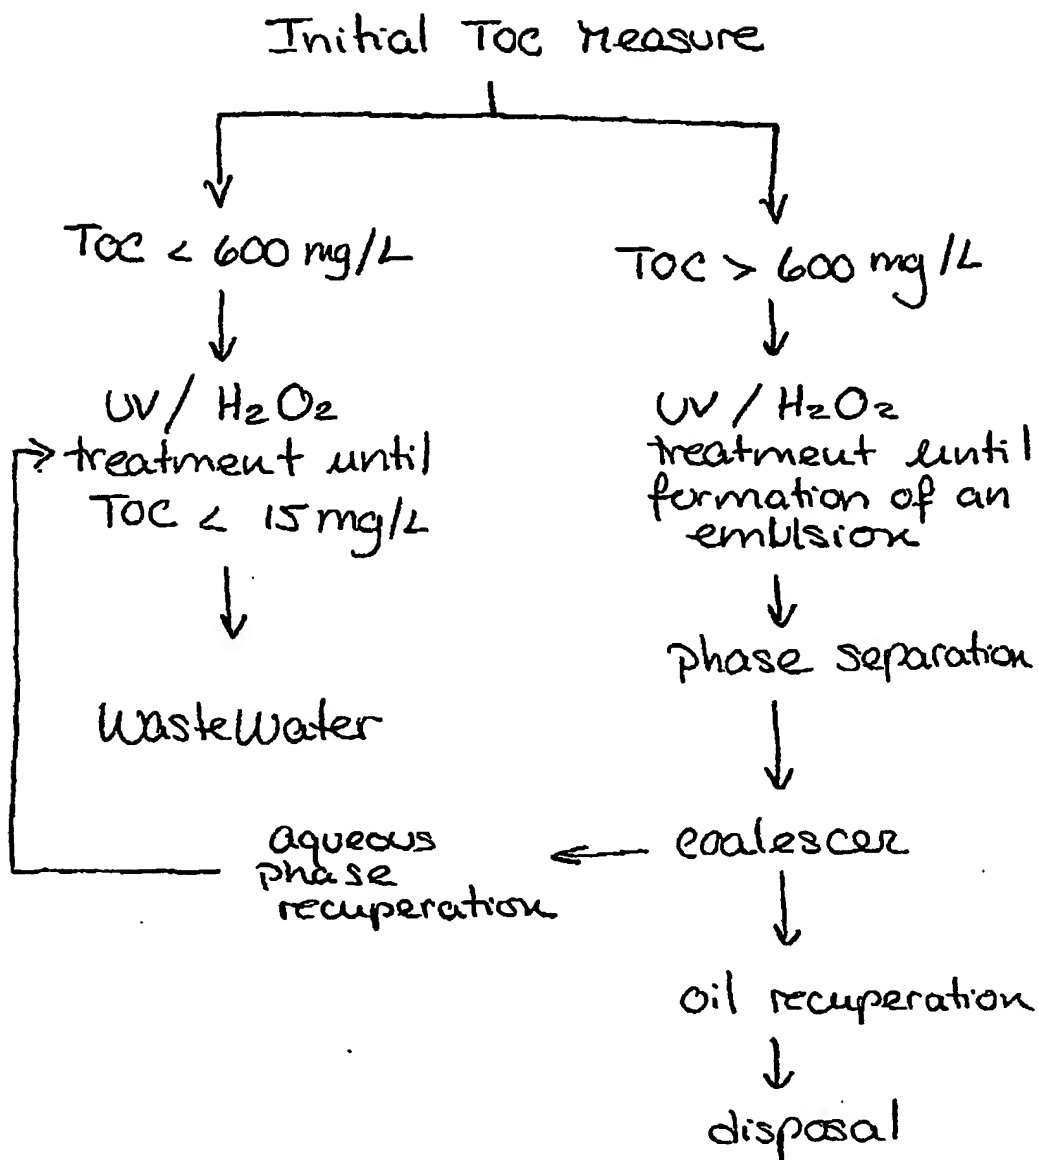 Initial TOC measure
TOC < 600 mg/L
UV / H2O2
treatment until
TOC < 15 mg/L
WasteWater
TOC > 600 mg/L
UV / H2O2
treatment until
formation of an
emulsion
phase separation
coalescer
aqueous
phase
recuperation
oil recuperation
disposal